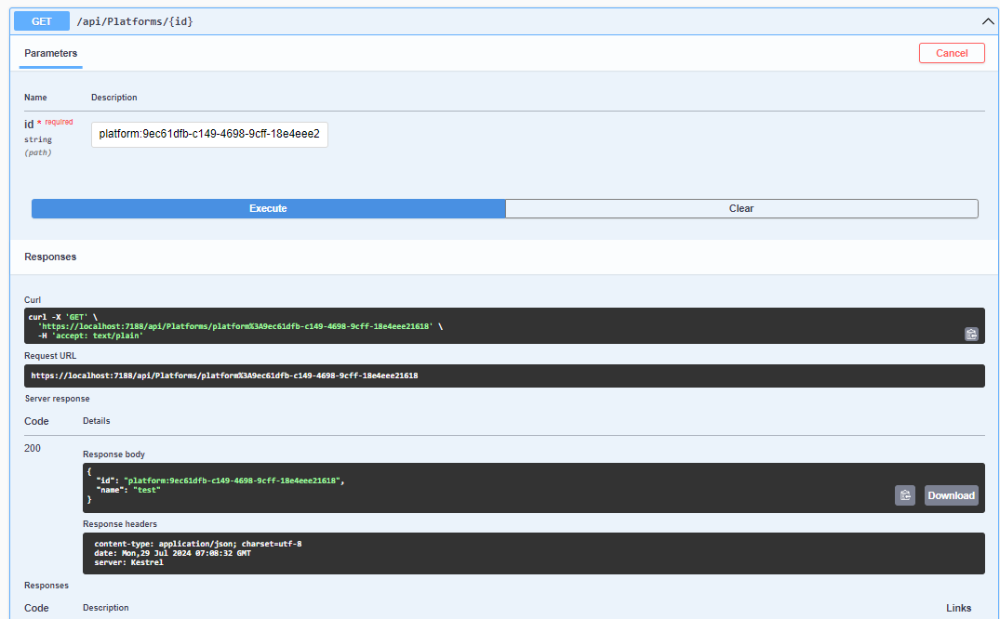 GET /api/Platforms/{id}
Parameters
Cancel
Name Description
id * required
string
(path)
platform:9ec61dfb-c149-4698-9cff-18e4eee2
Execute Clear
Responses
Curl
curl -X 'GET' \
'https://localhost:7188/api/Platforms/platform%3A9ec61dfb-c149-4698-9cff-18e4eee21618' \
-H 'accept: text/plain'
Request URL
https://localhost:7188/api/Platforms/platform%3A9ec61dfb-c149-4698-9cff-18e4eee21618
Server response
Code Details
200
Response body
{
"id": "platform:9ec61dfb-c149-4698-9cff-18e4eee21618",
"name": "test"
}
Download
Response headers
content-type: application/json; charset=utf-8
date: Mon,29 Jul 2024 07:08:32 GMT
server: Kestrel
Responses
Code Description Links